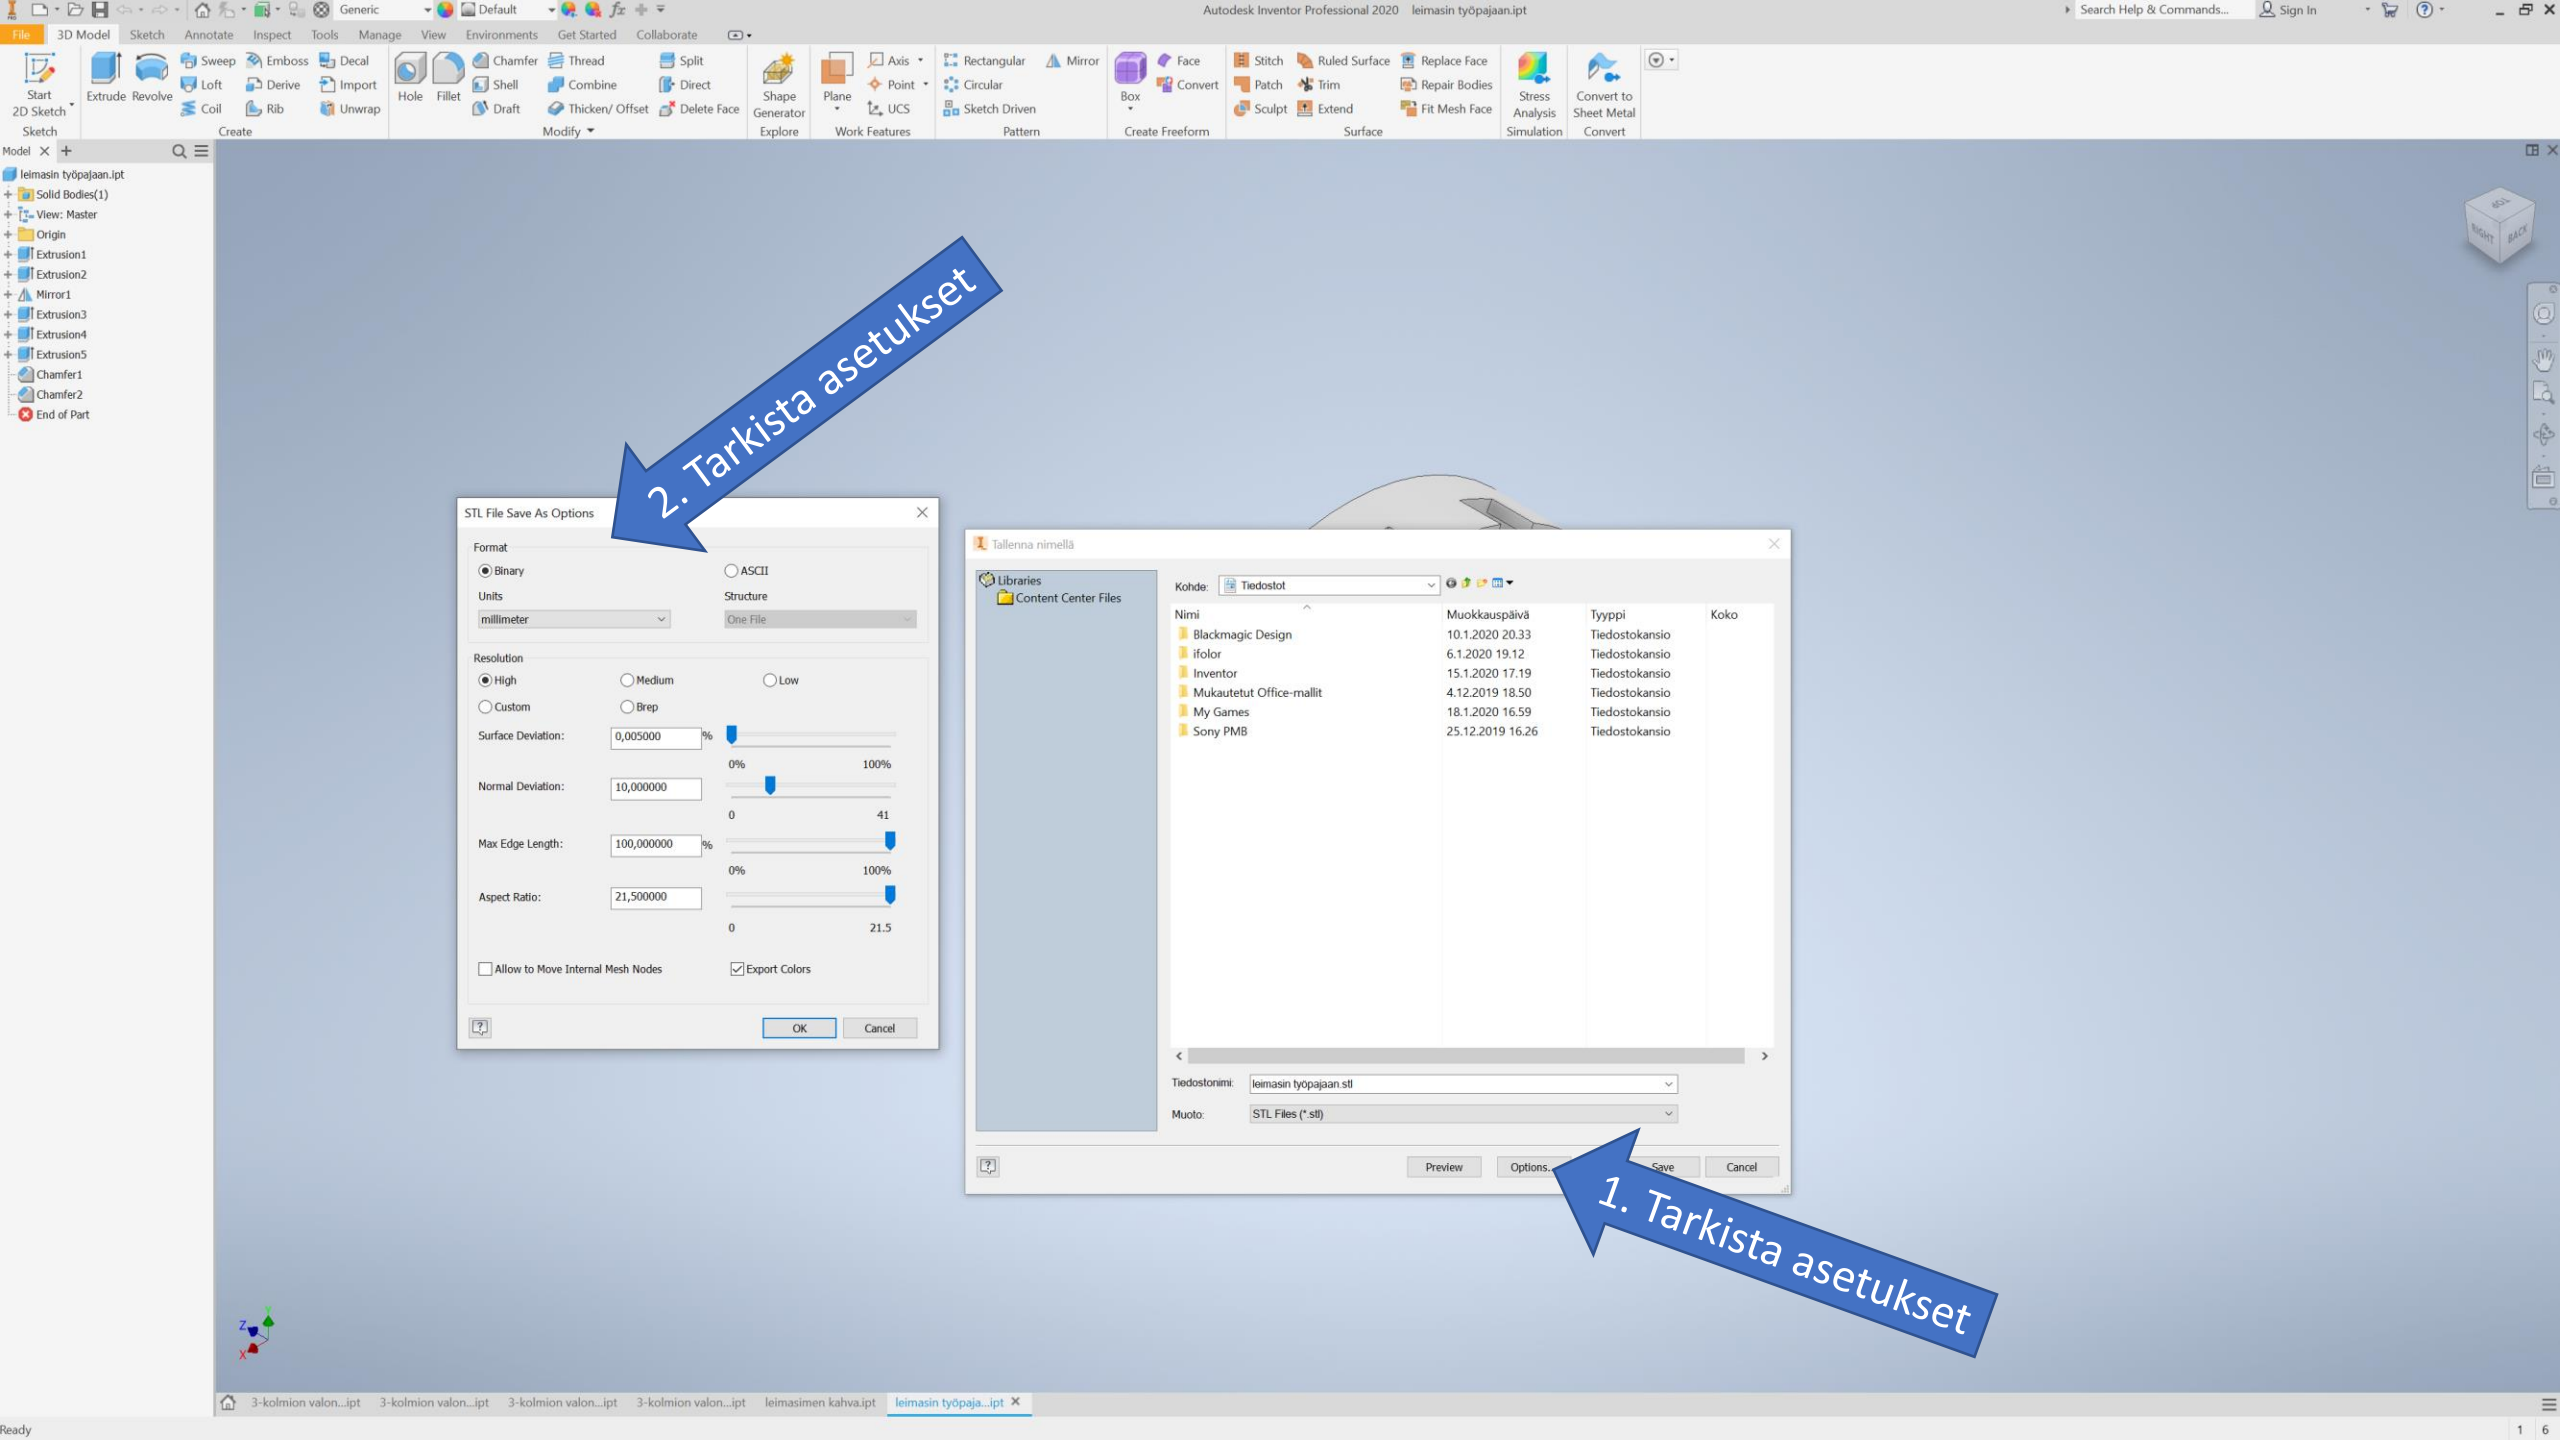 Generic
Default
Autodesk Inventor Professional 2020 leimasin työpajaan.ipt
Search Help & Commands...
Sign In
File 3D Model Sketch Annotate Inspect Tools Manage View Environments Get Started Collaborate
Start
2D Sketch
Sketch
Extrude Revolve
Sweep Emboss Decal
Loft Derive Import
Coil Rib Unwrap
Create
Hole Fillet
Chamfer Thread Split
Shell Combine Direct
Draft Thicken/ Offset Delete Face
Modify
Shape
Generator
Explore
Plane
Axis
Point
UCS
Work Features
Rectangular Mirror
Circular
Sketch Driven
Pattern
Box
Face
Convert
Create Freeform
Stitch Ruled Surface Replace Face
Patch Trim Repair Bodies
Sculpt Extend Fit Mesh Face
Surface
Stress
Analysis
Simulation
Convert to
Sheet Metal
Convert
Model
leimasin työpajaan.ipt
Solid Bodies(1)
View: Master
Origin
Extrusion1
Extrusion2
Mirror1
Extrusion3
Extrusion4
Extrusion5
Chamfer1
Chamfer2
End of Part
TOP
RIGHT BACK
2. Tarkista asetukset
STL File Save As Options
Format
Binary ASCII
Units Structure
millimeter One File
Resolution
High Medium Low
Custom Brep
Surface Deviation: 0,005000 %
0% 100%
Normal Deviation: 10,000000
0 41
Max Edge Length: 100,000000 %
0% 100%
Aspect Ratio: 21,500000
0 21.5
Allow to Move Internal Mesh Nodes Export Colors
OK Cancel
Tallenna nimellä
Libraries
Content Center Files
Kohde: Tiedostot
Nimi Muokkauspäivä Tyyppi Koko
Blackmagic Design 10.1.2020 20.33 Tiedostokansio
ifolor 6.1.2020 19.12 Tiedostokansio
Inventor 15.1.2020 17.19 Tiedostokansio
Mukautetut Office-mallit 4.12.2019 18.50 Tiedostokansio
My Games 18.1.2020 16.59 Tiedostokansio
Sony PMB 25.12.2019 16.26 Tiedostokansio
Tiedostonimi: leimasin työpajaan.stl
Muoto: STL Files (*.stl)
Preview Options... Save Cancel
1. Tarkista asetukset
Z Y
X
3-kolmion valon...ipt 3-kolmion valon...ipt 3-kolmion valon...ipt 3-kolmion valon...ipt leimasimen kahva.ipt leimasin työpaja...ipt
Ready
1 6